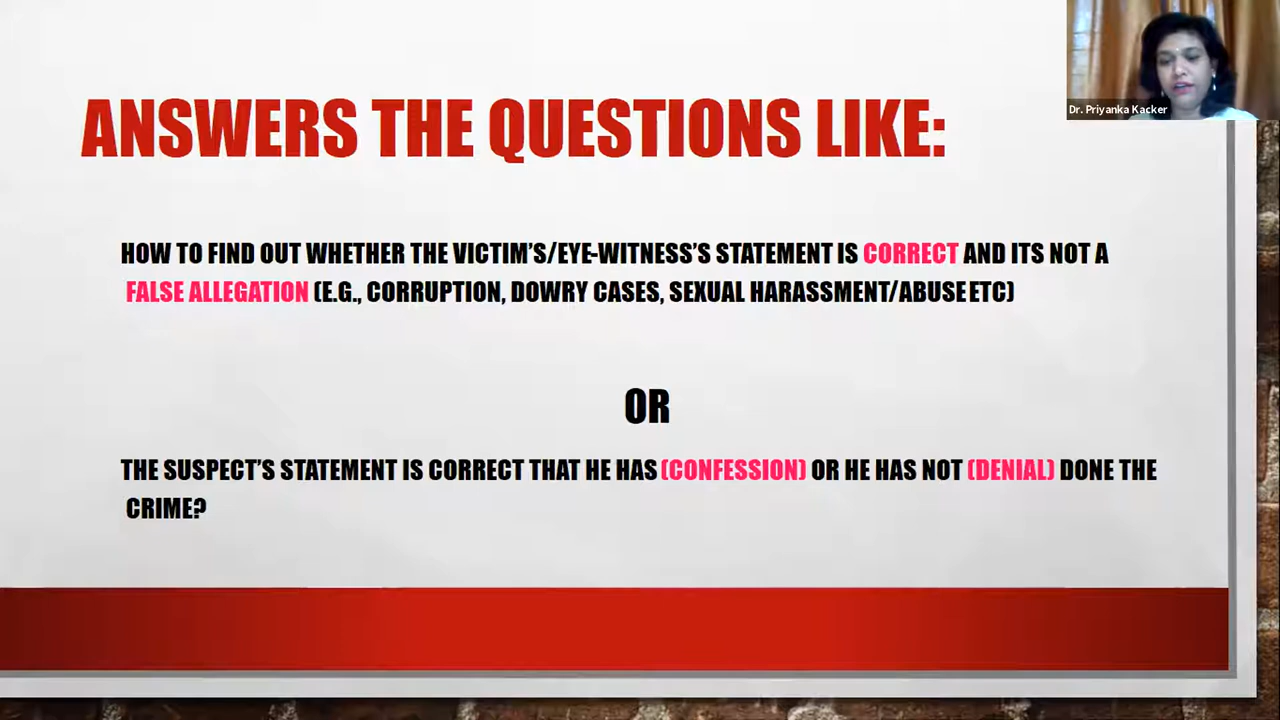 Dr. Priyanka Kacker
ANSWERS THE QUESTIONS LIKE:
HOW TO FIND OUT WHETHER THE VICTIM'S/EYE-WITNESS'S STATEMENT IS CORRECT AND ITS NOT A
FALSE ALLEGATION (E.G., CORRUPTION, DOWRY CASES, SEXUAL HARASSMENT/ABUSE ETC)
OR
THE SUSPECT'S STATEMENT IS CORRECT THAT HE HAS (CONFESSION) OR HE HAS NOT (DENIAL) DONE THE
CRIME?